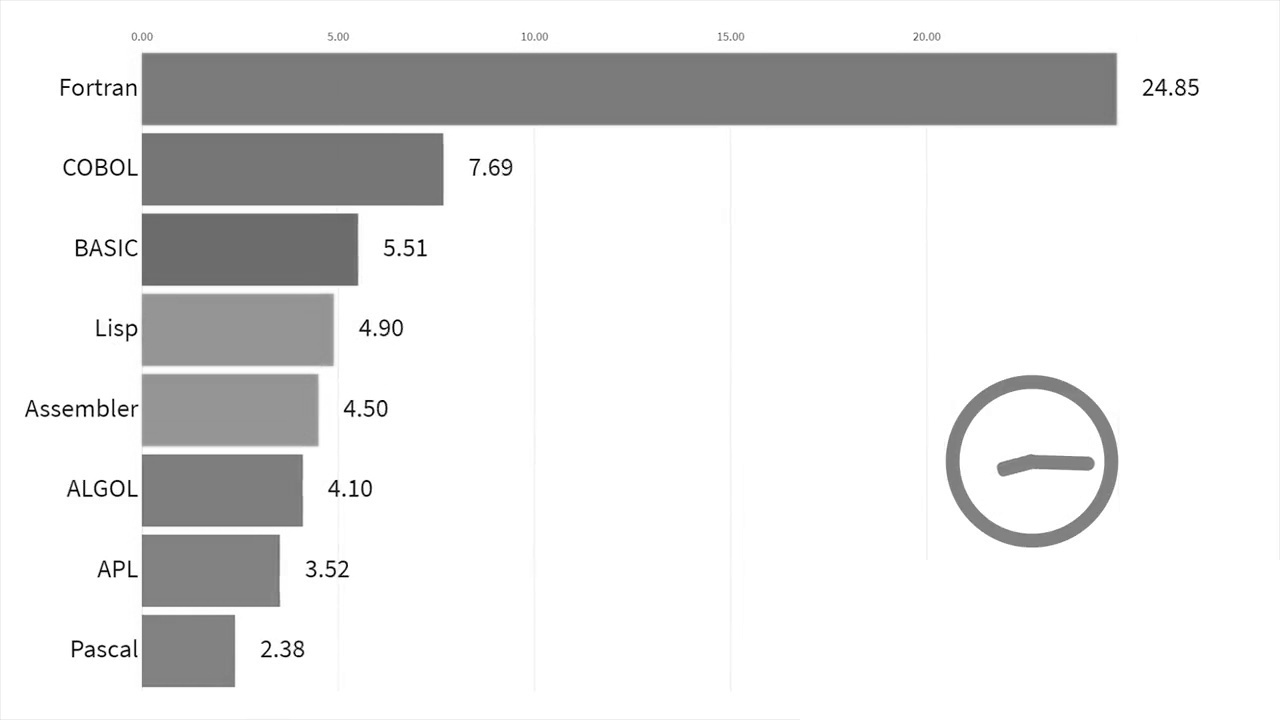 0.00 5.00 10.00 15.00 20.00
Fortran 24.85
COBOL 7.69
BASIC 5.51
Lisp 4.90
Assembler 4.50
ALGOL 4.10
APL 3.52
Pascal 2.38